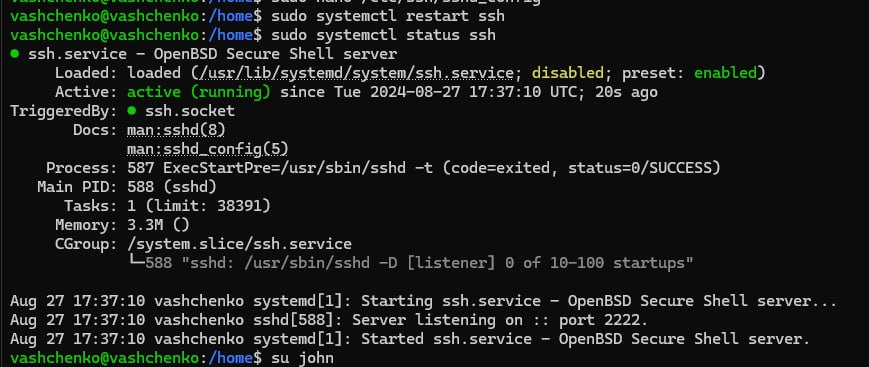 vashchenko@vashchenko:/home$ sudo nano /etc/ssh/sshd_config
vashchenko@vashchenko:/home$ sudo systemctl restart ssh
vashchenko@vashchenko:/home$ sudo systemctl status ssh
● ssh.service - OpenBSD Secure Shell server
Loaded: loaded (/usr/lib/systemd/system/ssh.service; disabled; preset: enabled)
Active: active (running) since Tue 2024-08-27 17:37:10 UTC; 20s ago
TriggeredBy: ● ssh.socket
Docs: man:sshd(8)
man:sshd_config(5)
Process: 587 ExecStartPre=/usr/sbin/sshd -t (code=exited, status=0/SUCCESS)
Main PID: 588 (sshd)
Tasks: 1 (limit: 38391)
Memory: 3.3M ()
CGroup: /system.slice/ssh.service
└─588 "sshd: /usr/sbin/sshd -D [listener] 0 of 10-100 startups"
Aug 27 17:37:10 vashchenko systemd[1]: Starting ssh.service - OpenBSD Secure Shell server...
Aug 27 17:37:10 vashchenko sshd[588]: Server listening on :: port 2222.
Aug 27 17:37:10 vashchenko systemd[1]: Started ssh.service - OpenBSD Secure Shell server.
vashchenko@vashchenko:/home$ su john